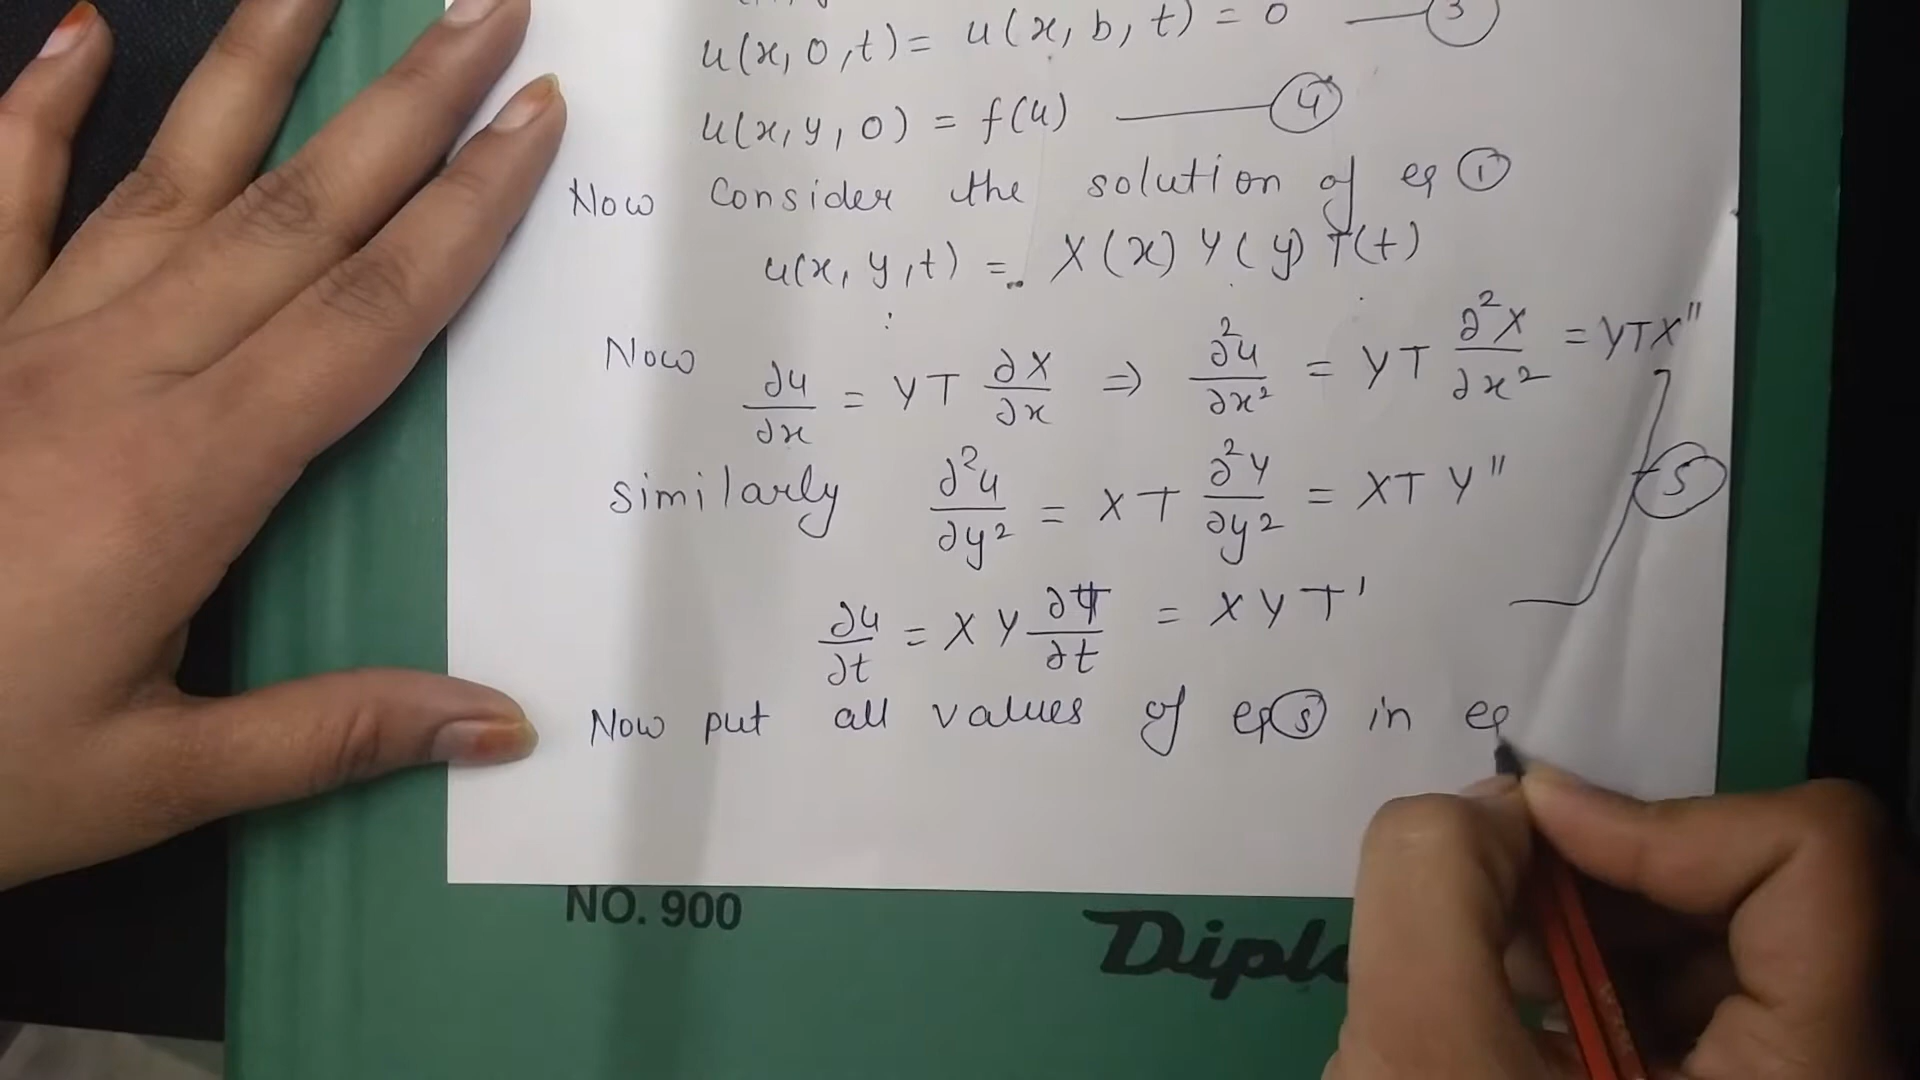 u(x, 0, t) = u(x, b, t) = 0 — 3
u(x, y, 0) = f(u) — 4
Now consider the solution of eq 1
u(x, y, t) = X(x) Y(y) T(t)
Now ∂u/∂x = YT ∂X/∂x ⇒ ∂²u/∂x² = YT ∂²X/∂x² = YTX"
similarly ∂²u/∂y² = XT ∂²Y/∂y² = XT Y"
5
∂u/∂t = XY ∂T/∂t = XYT'
Now put all values of eq 5 in eq
NO. 900
Dipl